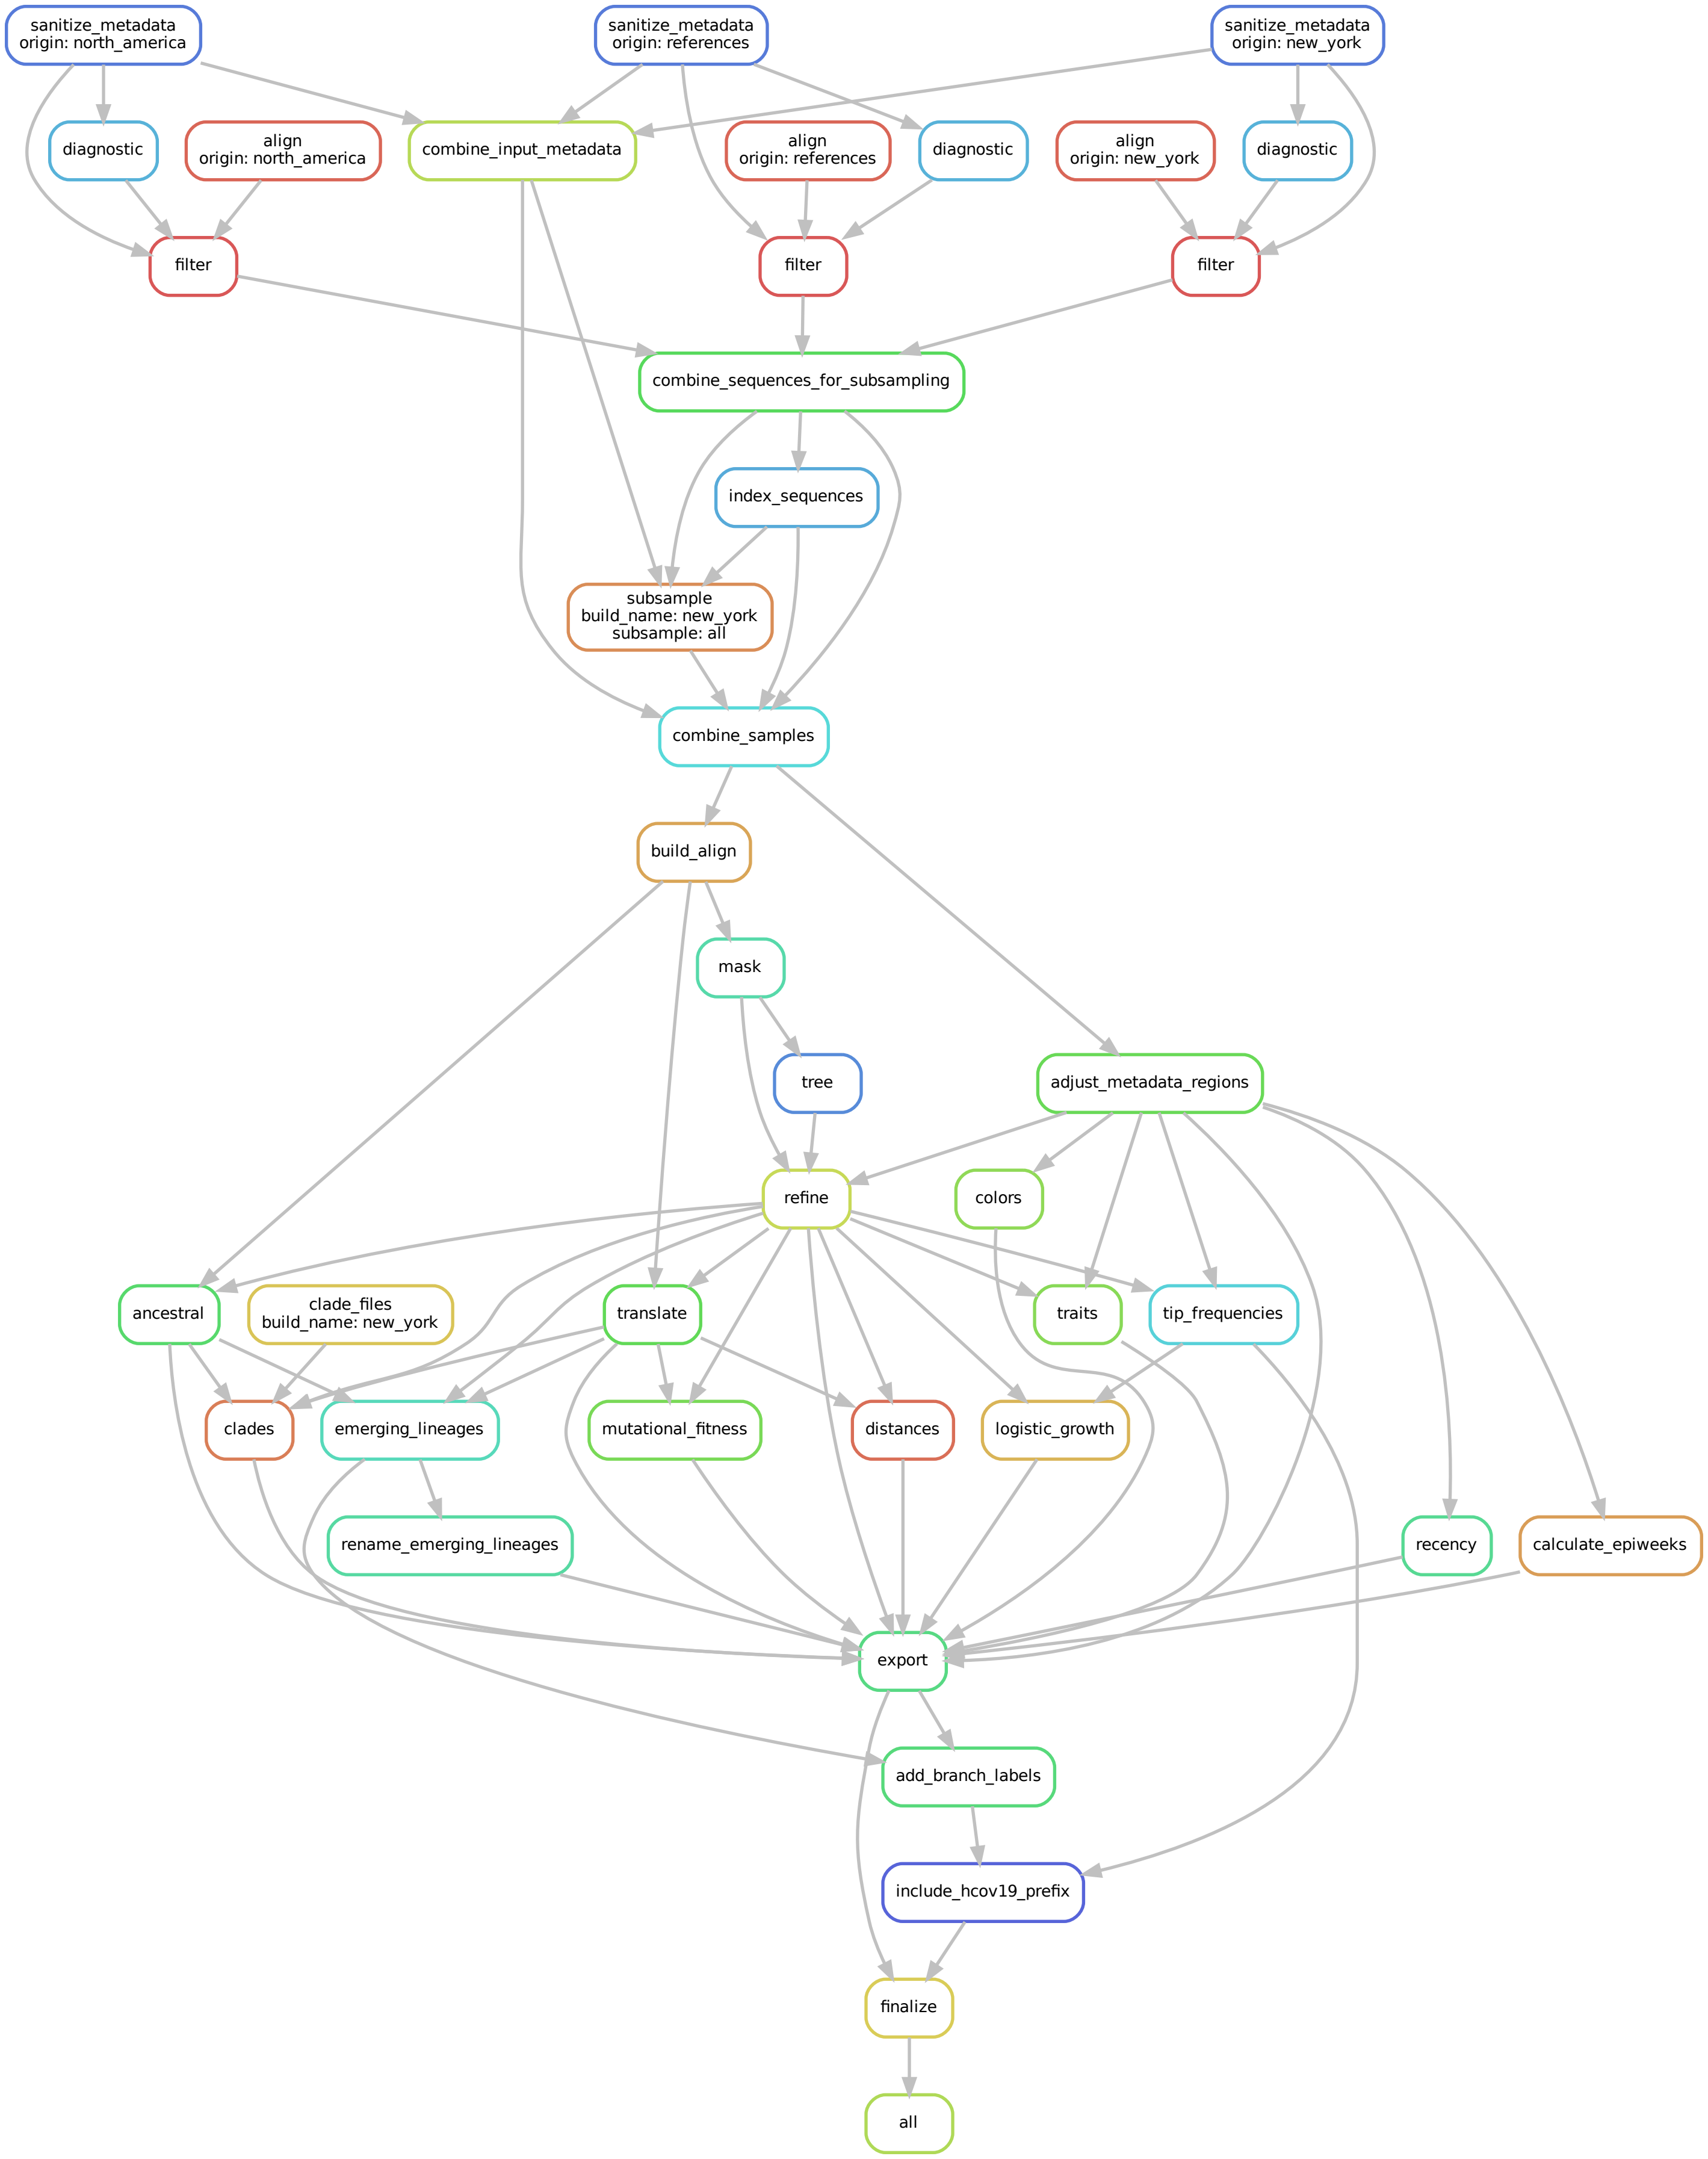 sanitize_metadata
origin: north_america
sanitize_metadata
origin: references
sanitize_metadata
origin: new_york
diagnostic
align
origin: north_america
combine_input_metadata
align
origin: references
diagnostic
align
origin: new_york
diagnostic
filter
filter
filter
combine_sequences_for_subsampling
index_sequences
subsample
build_name: new_york
subsample: all
combine_samples
build_align
mask
tree
adjust_metadata_regions
refine
colors
ancestral
clade_files
build_name: new_york
translate
traits
tip_frequencies
clades
emerging_lineages
mutational_fitness
distances
logistic_growth
rename_emerging_lineages
recency
calculate_epiweeks
export
add_branch_labels
include_hcov19_prefix
finalize
all